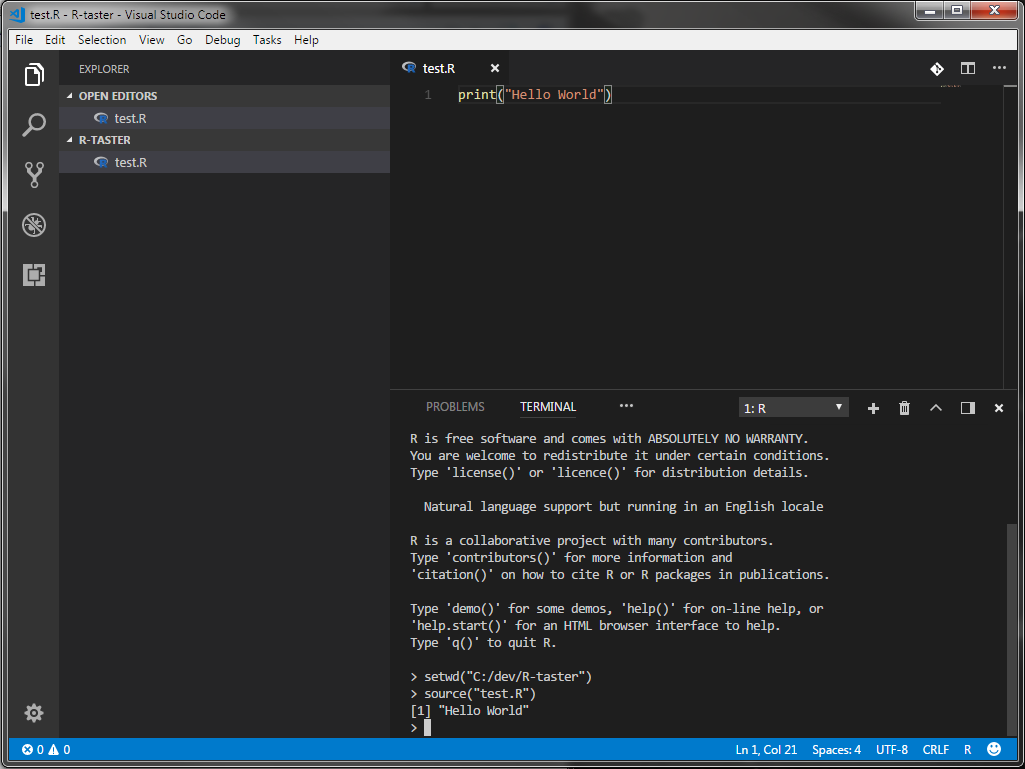 test.R - R-taster - Visual Studio Code
File Edit Selection View Go Debug Tasks Help
EXPLORER
OPEN EDITORS
test.R
R-TASTER
test.R
test.R
1 print("Hello World")
PROBLEMS TERMINAL ••• 1: R
R is free software and comes with ABSOLUTELY NO WARRANTY.
You are welcome to redistribute it under certain conditions.
Type 'license()' or 'licence()' for distribution details.
Natural language support but running in an English locale
R is a collaborative project with many contributors.
Type 'contributors()' for more information and
'citation()' on how to cite R or R packages in publications.
Type 'demo()' for some demos, 'help()' for on-line help, or
'help.start()' for an HTML browser interface to help.
Type 'q()' to quit R.
> setwd("C:/dev/R-taster")
> source("test.R")
[1] "Hello World"
>
0 0 Ln 1, Col 21 Spaces: 4 UTF-8 CRLF R